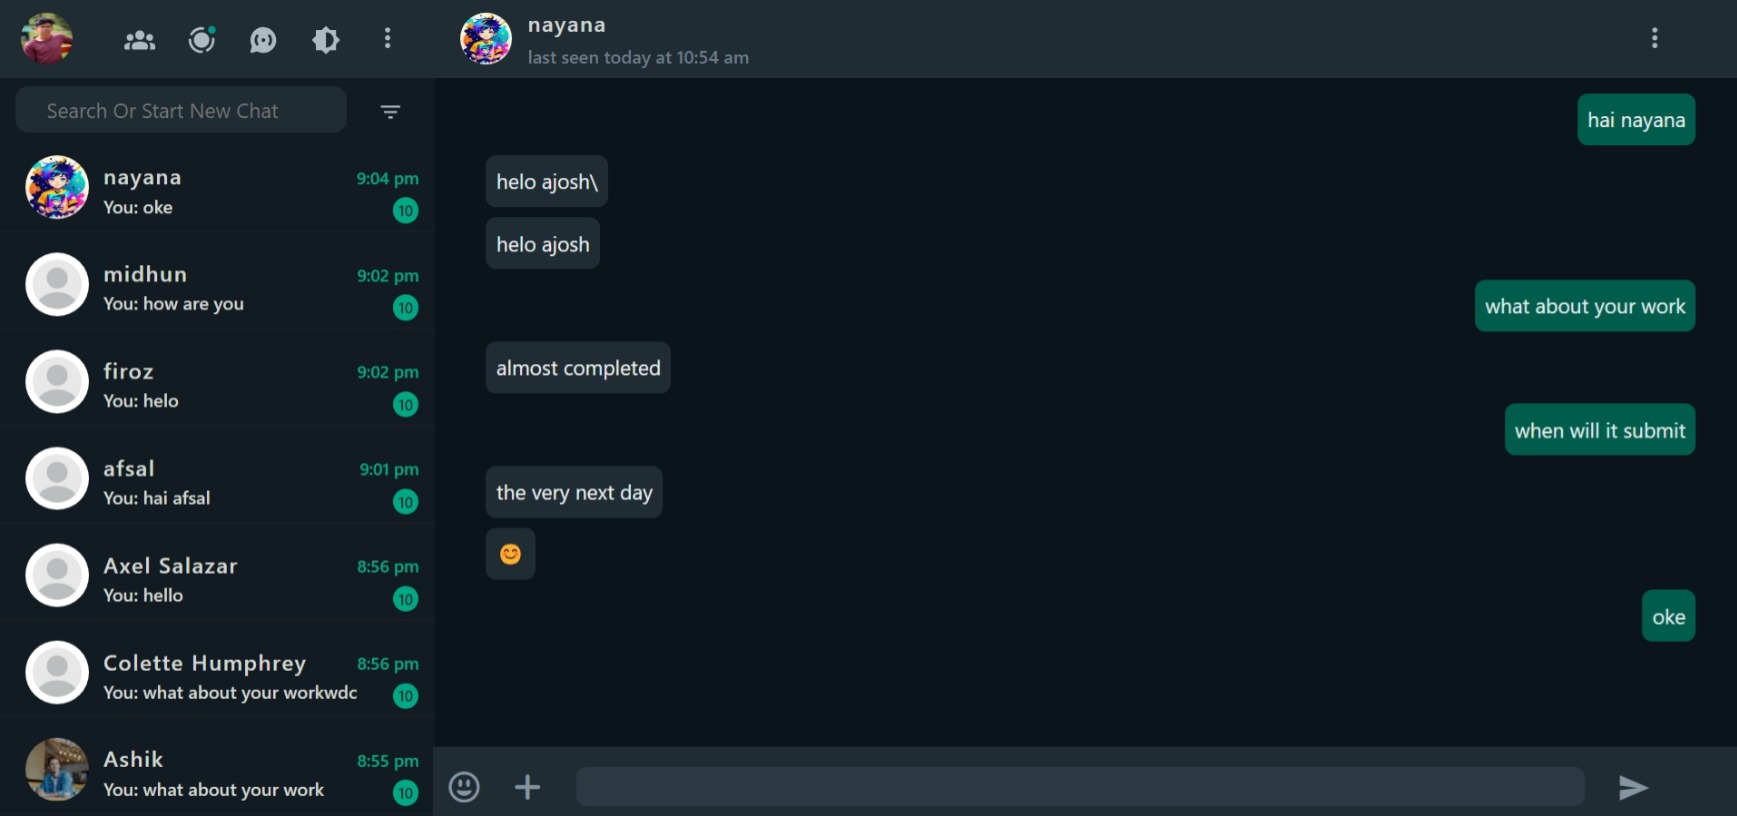 nayana
last seen today at 10:54 am
Search Or Start New Chat
nayana
9:04 pm
You: oke
10
midhun
9:02 pm
You: how are you
10
firoz
9:02 pm
You: helo
10
afsal
9:01 pm
You: hai afsal
10
Axel Salazar
8:56 pm
You: hello
10
Colette Humphrey
8:56 pm
You: what about your workwdc
10
Ashik
8:55 pm
You: what about your work
10
hai nayana
helo ajosh\
helo ajosh
what about your work
almost completed
when will it submit
the very next day
😊
oke